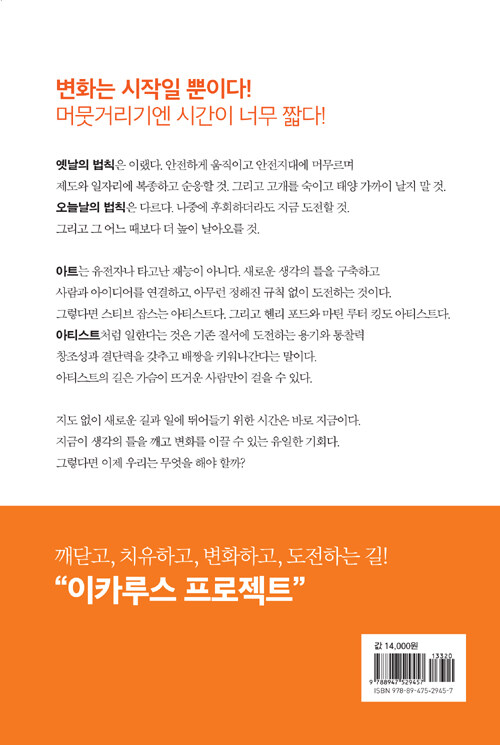 변화는 시작일 뿐이다!
머뭇거리기엔 시간이 너무 짧다!
옛날의 법칙은 이랬다. 안전하게 움직이고 안전지대에 머무르며
제도와 일자리에 복종하고 순응할 것. 그리고 고개를 숙이고 태양 가까이 날지 말 것.
오늘날의 법칙은 다르다. 나중에 후회하더라도 지금 도전할 것.
그리고 그 어느 때보다 더 높이 날아오를 것.
아트는 유전자나 타고난 재능이 아니다. 새로운 생각의 틀을 구축하고
사람과 아이디어를 연결하고, 아무런 정해진 규칙 없이 도전하는 것이다.
그렇다면 스티브 잡스는 아티스트다. 그리고 헨리 포드와 마틴 루터 킹도 아티스트다.
아티스트처럼 일한다는 것은 기존 질서에 도전하는 용기와 통찰력
창조성과 결단력을 갖추고 배짱을 키워나간다는 말이다.
아티스트의 길은 가슴이 뜨거운 사람만이 걸을 수 있다.
지도 없이 새로운 길과 일에 뛰어들기 위한 시간은 바로 지금이다.
지금이 생각의 틀을 깨고 변화를 이끌 수 있는 유일한 기회다.
그렇다면 이제 우리는 무엇을 해야 할까?
깨닫고, 치유하고, 변화하고, 도전하는 길!
“이카루스 프로젝트”
값 14,000원
13320
9 788947 529457
ISBN 978-89-475-2945-7